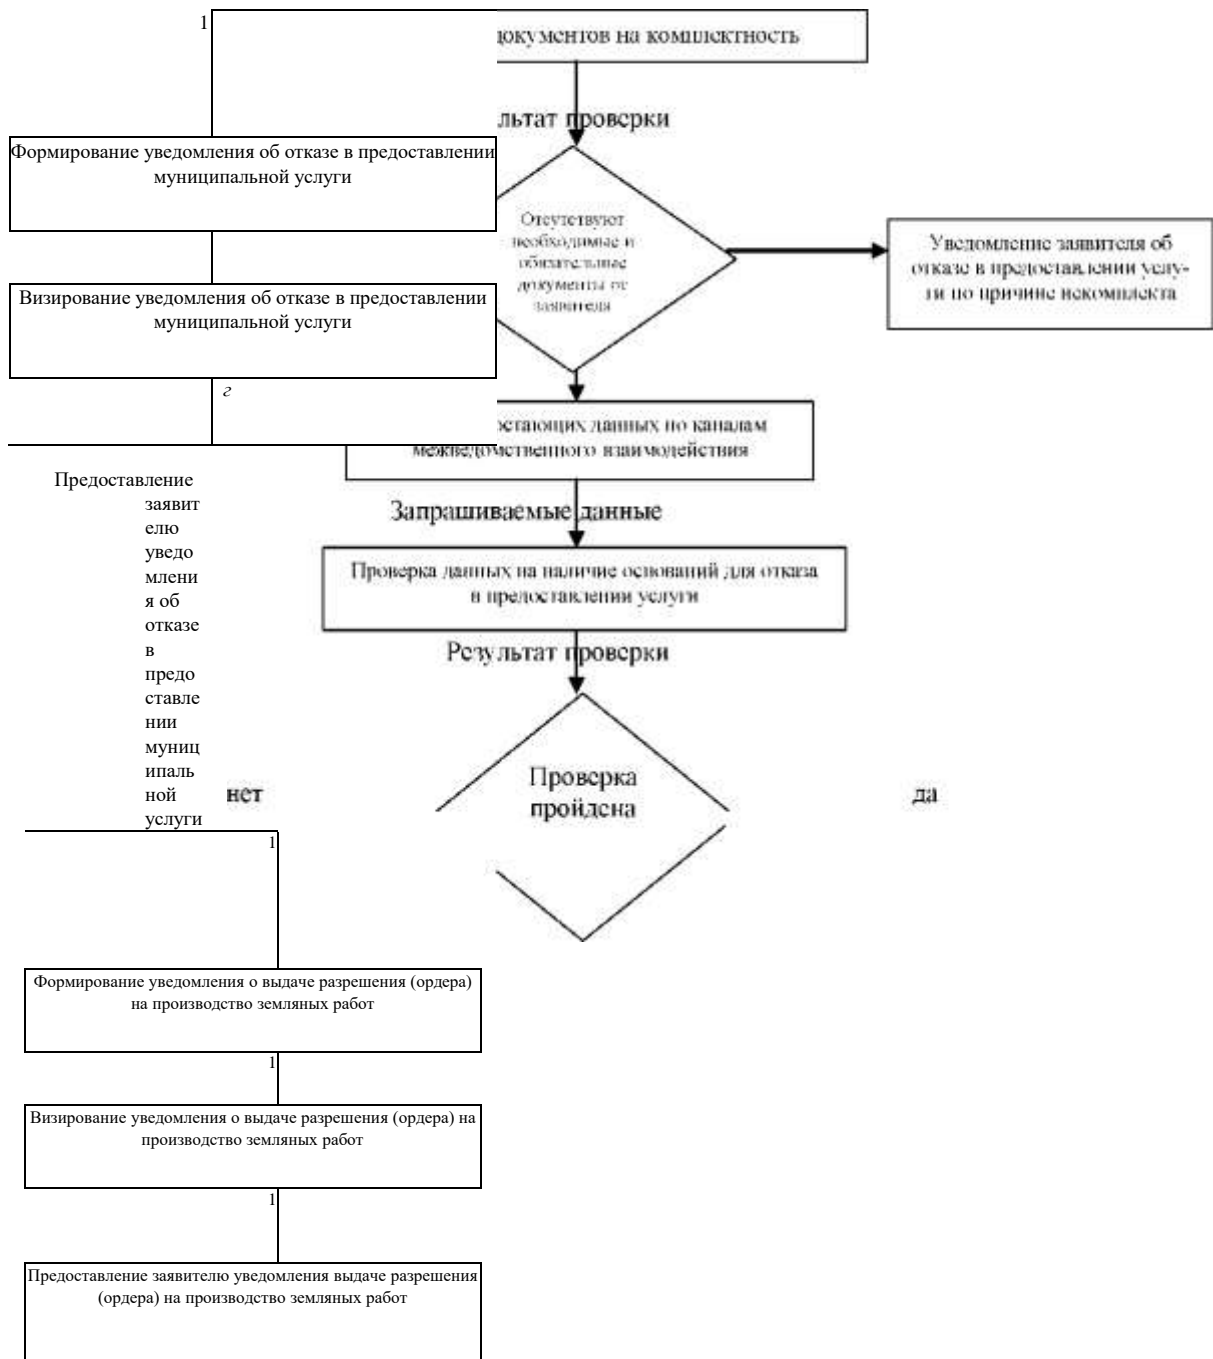 1
документов на комплектность
льтат проверки
Формирование уведомления об отказе в предоставлении
муниципальной услуги
Отсутствуют
необходимые и
обязательные
документы от
заявителя
Уведомление заявителя об
отказе в предоставлении услу-
ги по причине некомплекта
Визирование уведомления об отказе в предоставлении
муниципальной услуги
г
остающих данных по каналам
межведомственного взаимодействия
Предоставление
заявит
елю
уведо
млени
я об
отказе
в
предо
ставле
нии
муниц
ипаль
ной
услуги
Запрашиваемые данные
Проверка данных на наличие оснований для отказа
в предоставлении услуги
Результат проверки
Проверка
пройдена
нет
да
1
Формирование уведомления о выдаче разрешения (ордера)
на производство земляных работ
1
Визирование уведомления о выдаче разрешения (ордера) на
производство земляных работ
1
Предоставление заявителю уведомления выдаче разрешения
(ордера) на производство земляных работ